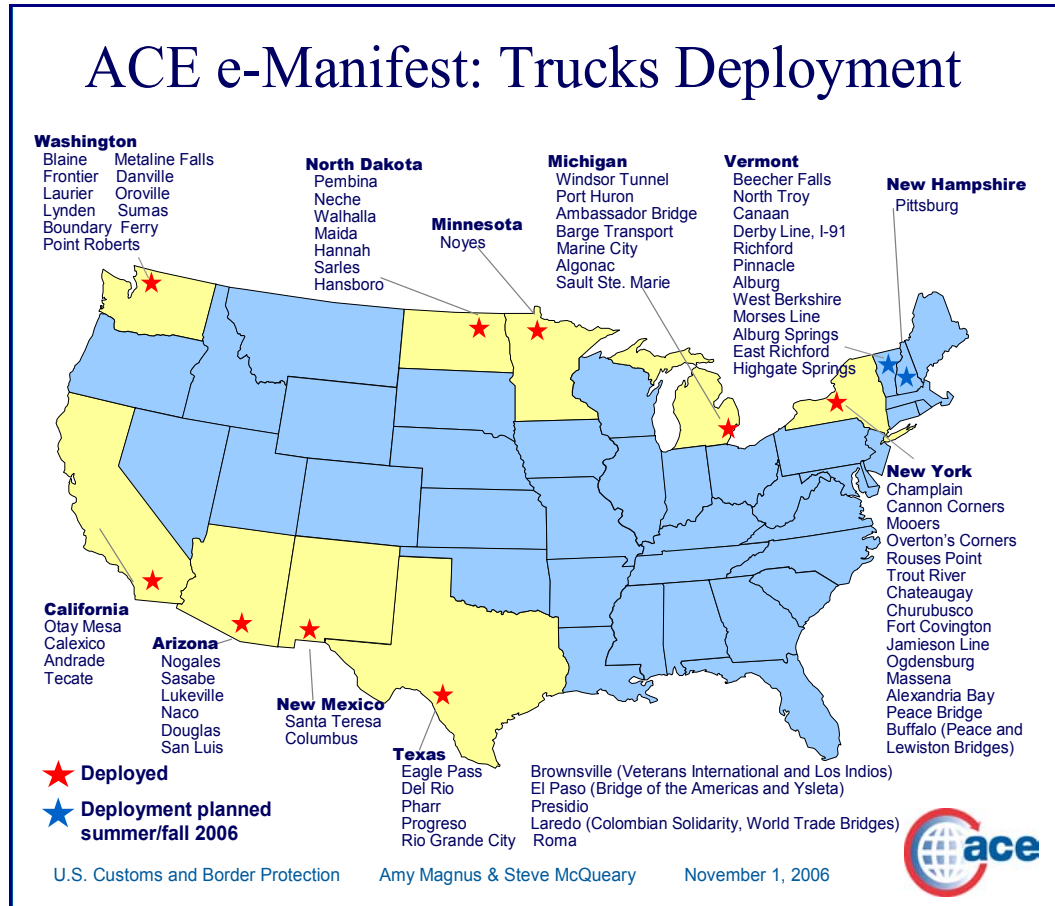 ACE e-Manifest: Trucks Deployment
Washington
Blaine Metaline Falls
Frontier Danville
Laurier Oroville
Lynden Sumas
Boundary Ferry
Point Roberts
North Dakota
Pembina
Neche
Walhalla
Maida
Hannah
Sarles
Hansboro
Minnesota
Noyes
Michigan
Windsor Tunnel
Port Huron
Ambassador Bridge
Barge Transport
Marine City
Algonac
Sault Ste. Marie
Vermont
Beecher Falls
North Troy
Canaan
Derby Line, I-91
Richford
Pinnacle
Alburg
West Berkshire
Morses Line
Alburg Springs
East Richford
Highgate Springs
New Hampshire
Pittsburg
New York
Champlain
Cannon Corners
Mooers
Overton's Corners
Rouses Point
Trout River
Chateaugay
Churubusco
Fort Covington
Jamieson Line
Ogdensburg
Massena
Alexandria Bay
Peace Bridge
Buffalo (Peace and
Lewiston Bridges)
California
Otay Mesa
Calexico
Andrade
Tecate
Arizona
Nogales
Sasabe
Lukeville
Naco
Douglas
San Luis
New Mexico
Santa Teresa
Columbus
Texas
Eagle Pass Brownsville (Veterans International and Los Indios)
Del Rio El Paso (Bridge of the Americas and Ysleta)
Pharr Presidio
Progreso Laredo (Colombian Solidarity, World Trade Bridges)
Rio Grande City Roma
Deployed
Deployment planned
summer/fall 2006
U.S. Customs and Border Protection Amy Magnus & Steve McQueary November 1, 2006
ace